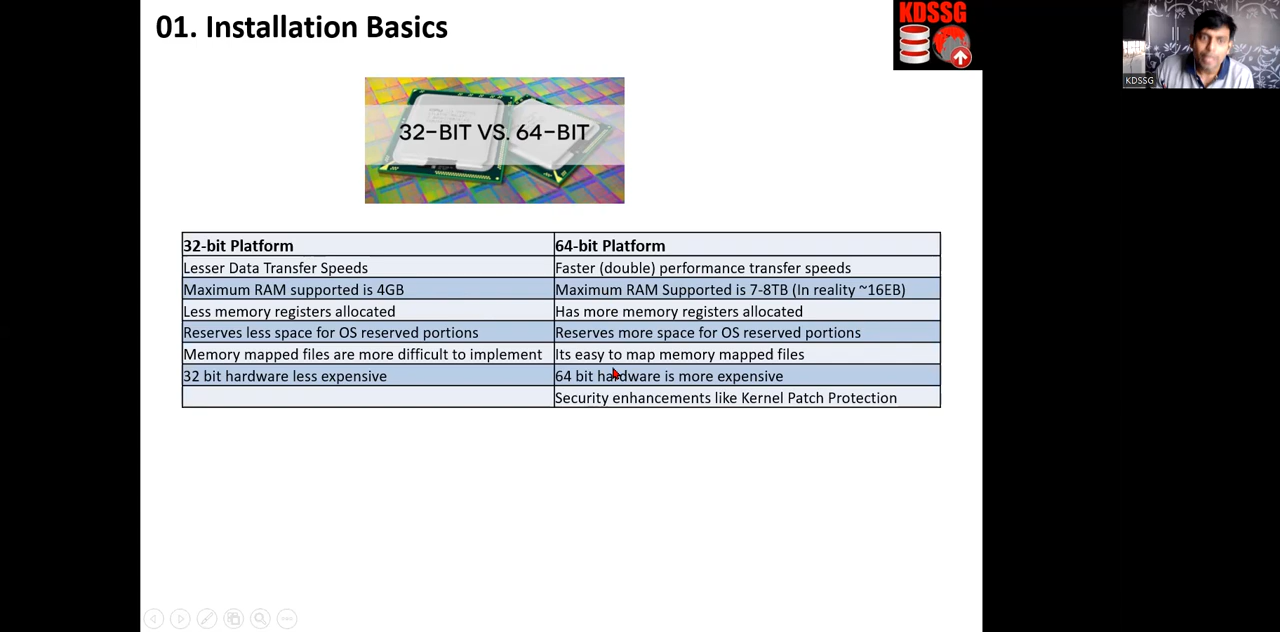 01. Installation Basics
KDSSG
KDSSG
32-BIT VS. 64-BIT
32-bit Platform
64-bit Platform
Lesser Data Transfer Speeds
Faster (double) performance transfer speeds
Maximum RAM supported is 4GB
Maximum RAM Supported is 7-8TB (In reality ~16EB)
Less memory registers allocated
Has more memory registers allocated
Reserves less space for OS reserved portions
Reserves more space for OS reserved portions
Memory mapped files are more difficult to implement
Its easy to map memory mapped files
32 bit hardware less expensive
64 bit hardware is more expensive
Security enhancements like Kernel Patch Protection